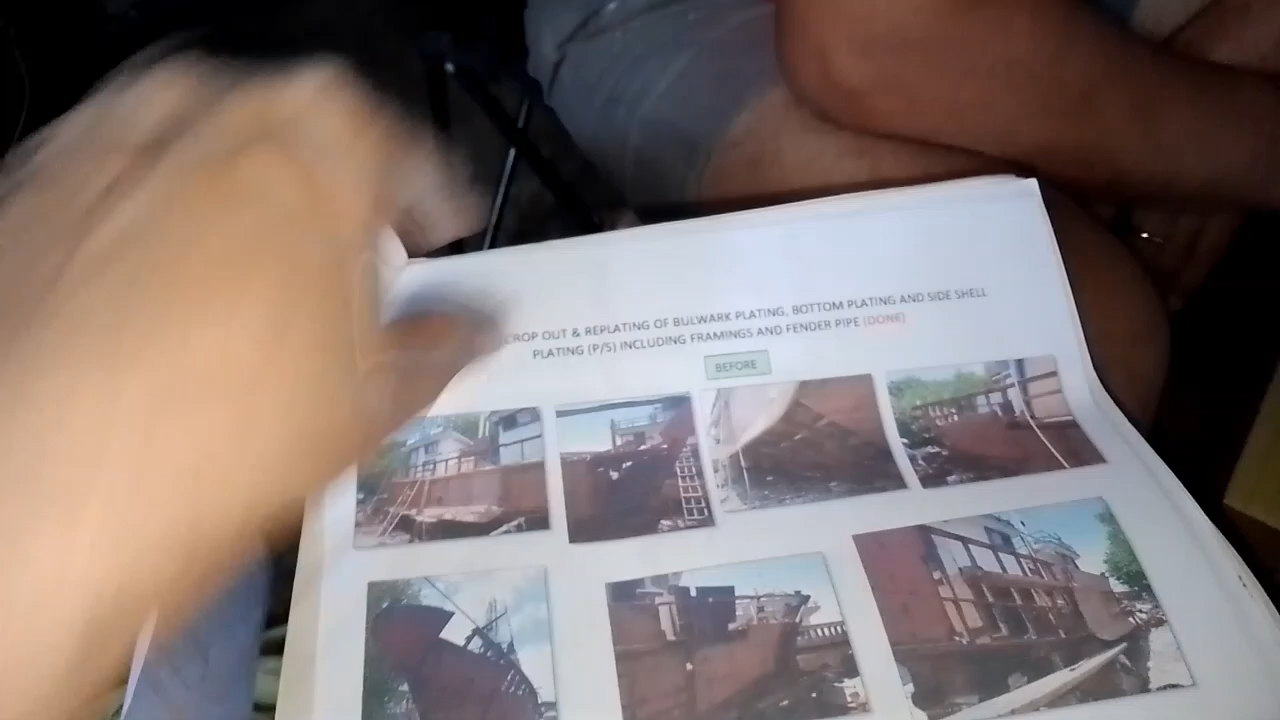 CROP OUT & REPLATING OF BULWARK PLATING, BOTTOM PLATING AND SIDE SHELL
PLATING (P/S) INCLUDING FRAMINGS AND FENDER PIPE (DONE)
BEFORE